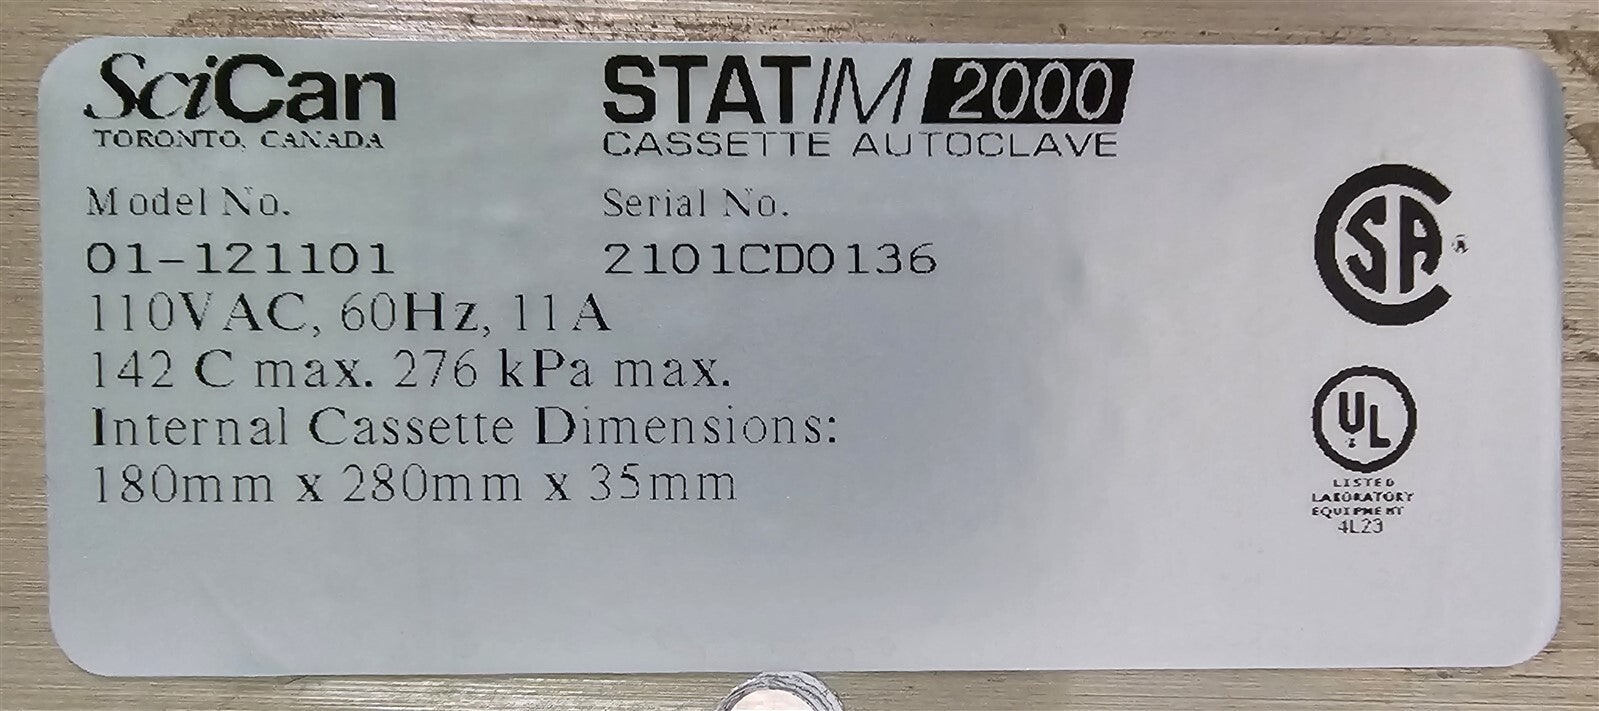 SciCan
TORONTO, CANADA
STATIM 2000
CASSETTE AUTOCLAVE
Model No.
01-121101
Serial No.
2101CD0136
110VAC, 60Hz, 11A
142 C max. 276 kPa max.
Internal Cassette Dimensions:
180mm x 280mm x 35mm
CSA
®
UL
LISTED
LABORATORY
EQUIPMENT
4L23